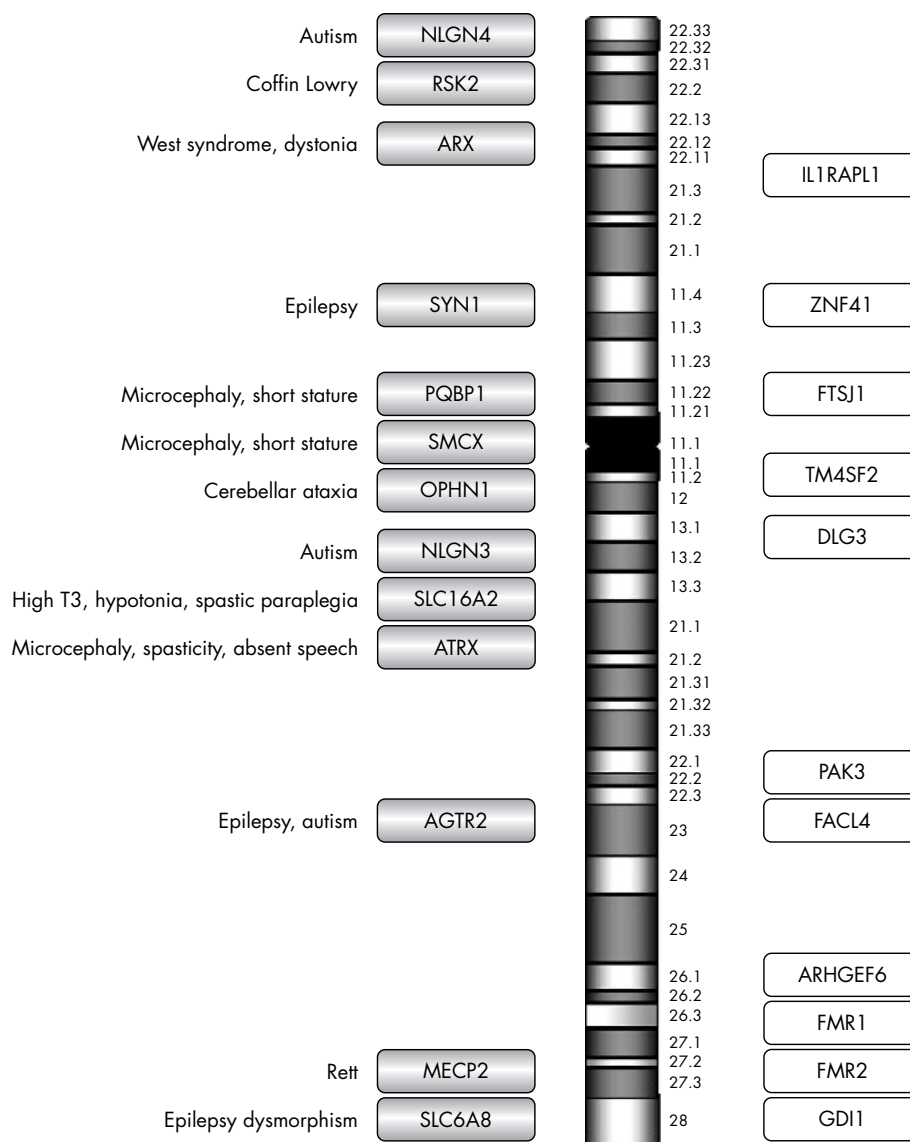 Autism NLGN4
Coffin Lowry RSK2
West syndrome, dystonia ARX
Epilepsy SYN1
Microcephaly, short stature PQBP1
Microcephaly, short stature SMCX
Cerebellar ataxia OPHN1
Autism NLGN3
High T3, hypotonia, spastic paraplegia SLC16A2
Microcephaly, spasticity, absent speech ATRX
Epilepsy, autism AGTR2
Rett MECP2
Epilepsy dysmorphism SLC6A8
22.33
22.32
22.31
22.2
22.13
22.12
22.11
21.3
21.2
21.1
11.4
11.3
11.23
11.22
11.21
11.1
11.1
11.2
12
13.1
13.2
13.3
21.1
21.2
21.31
21.32
21.33
22.1
22.2
22.3
23
24
25
26.1
26.2
26.3
27.1
27.2
27.3
28
IL1RAPL1
ZNF41
FTSJ1
TM4SF2
DLG3
PAK3
FACL4
ARHGEF6
FMR1
FMR2
GDI1